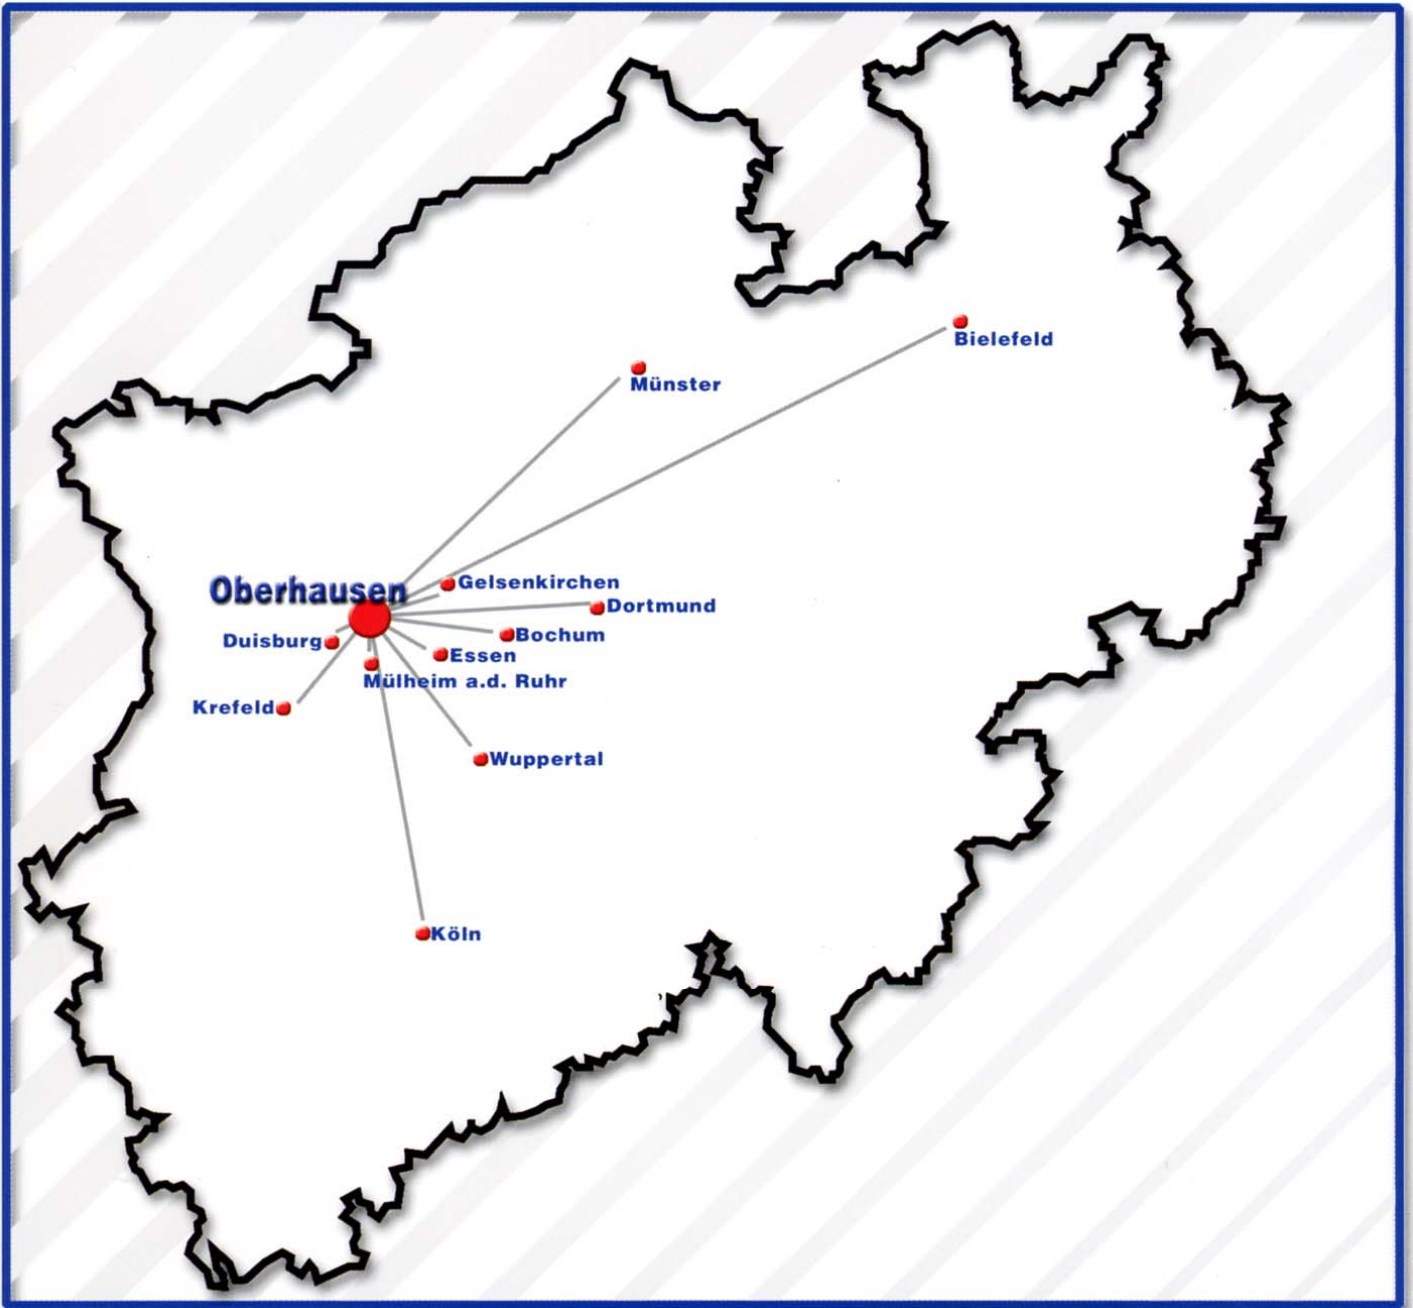 Bielefeld
Münster
Oberhausen
Gelsenkirchen
Dortmund
Duisburg
Bochum
Essen
Mülheim a.d. Ruhr
Krefeld
Wuppertal
Köln